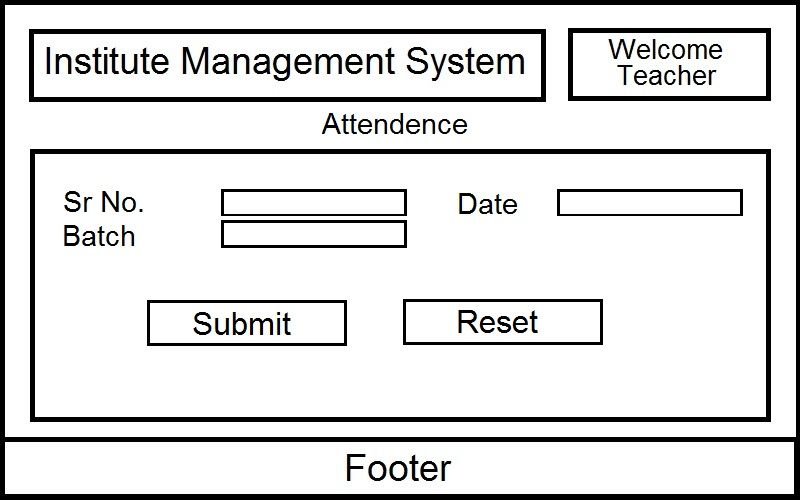 Institute Management System
Welcome
Teacher
Attendence
Sr No.
Date
Batch
Submit
Reset
Footer